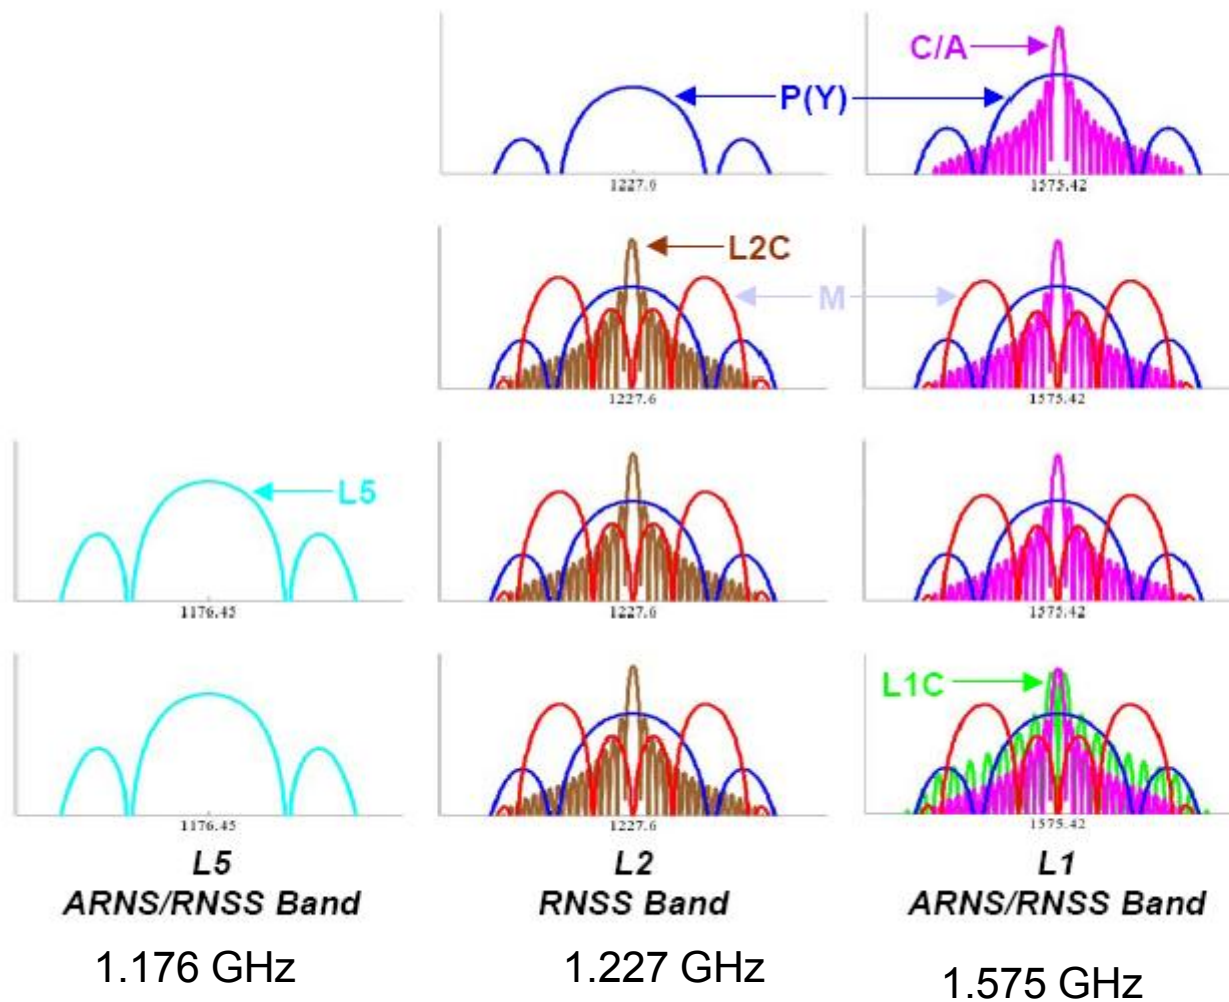 C/A
P(Y)
1227.6
1575.42
L2C
M
1227.6
1575.42
L5
1176.45
1227.6
1575.42
L1C
1176.45
1227.6
1575.42
L5
ARNS/RNSS Band
L2
RNSS Band
L1
ARNS/RNSS Band
1.176 GHz
1.227 GHz
1.575 GHz